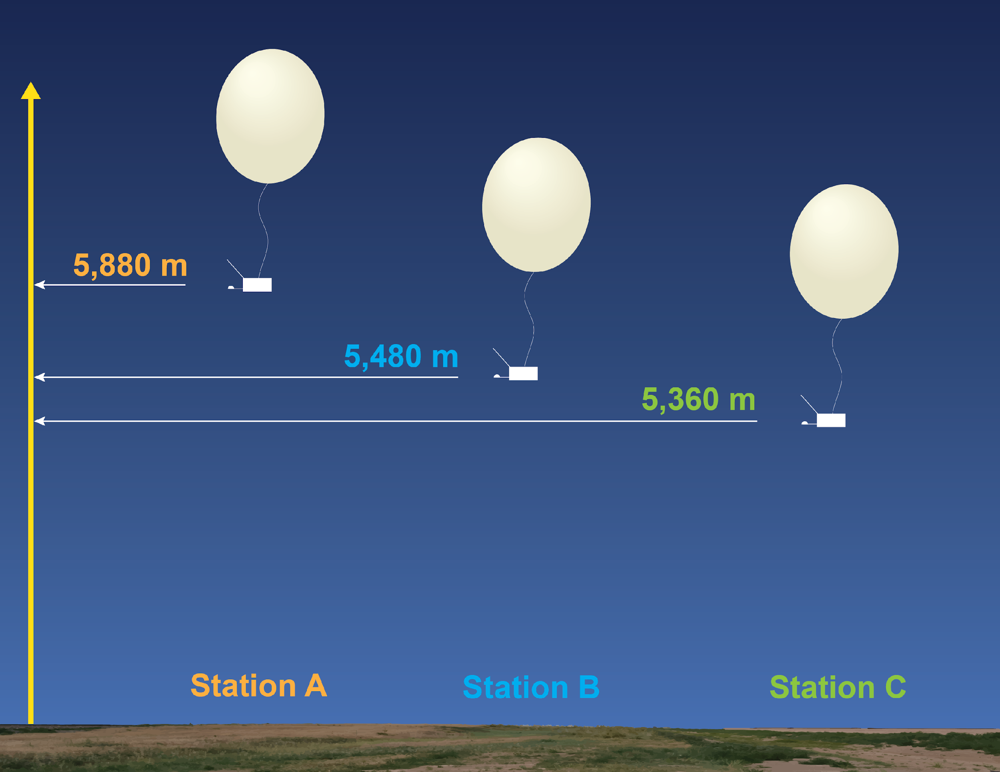 5,880 m
5,480 m
5,360 m
Station A
Station B
Station C